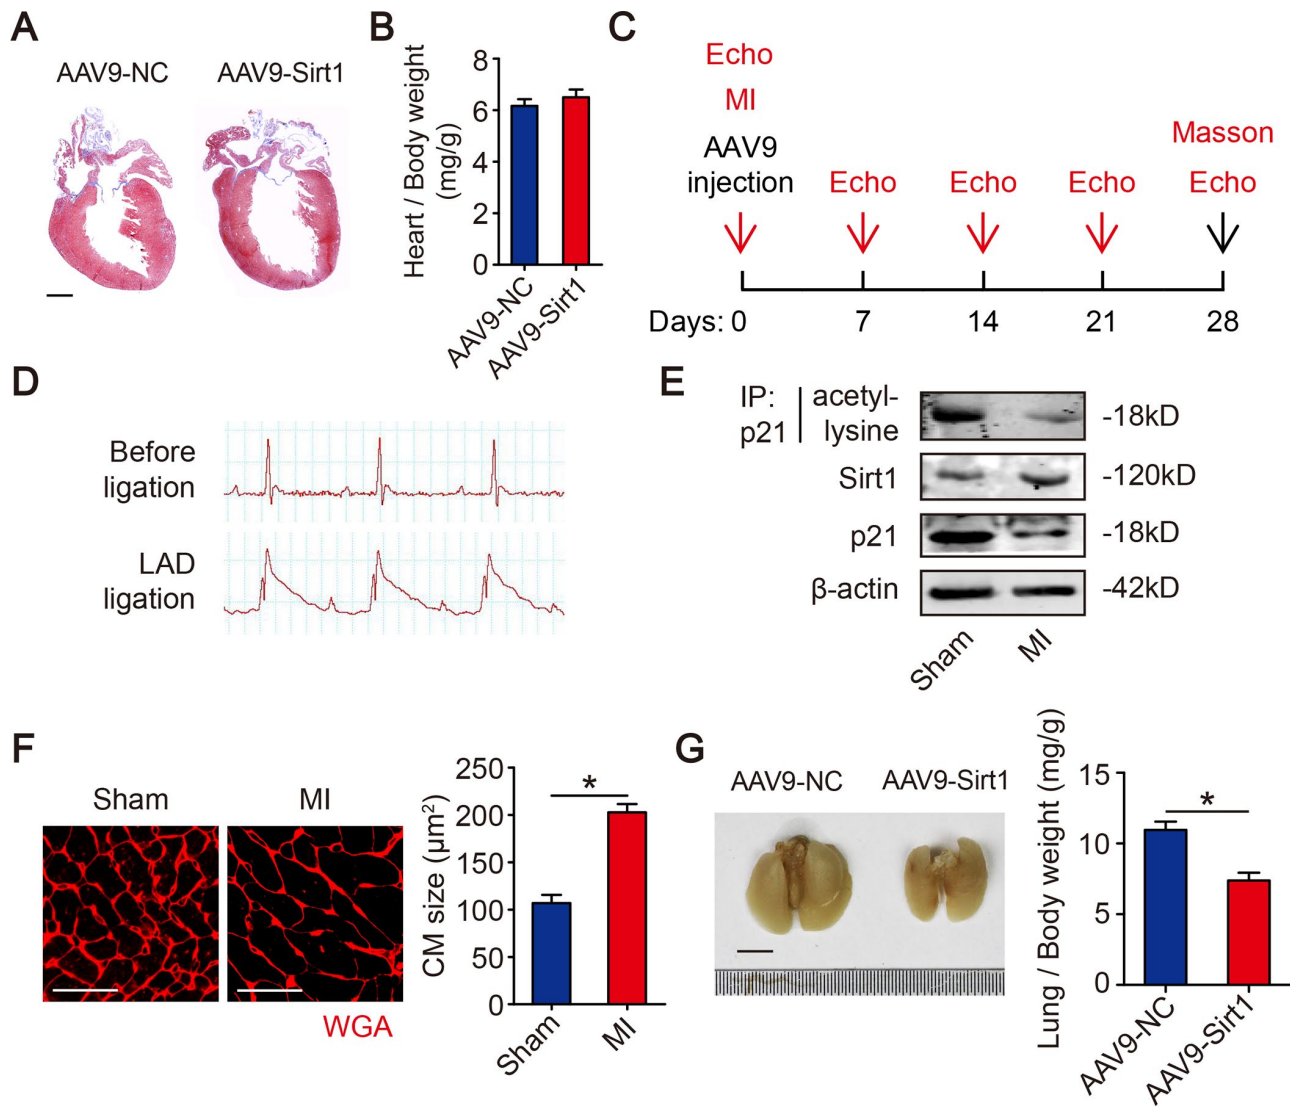 A
AAV9-NC
AAV9-Sirt1
B
Heart / Body weight
(mg/g)
8
6
4
2
0
AAV9-NC
AAV9-Sirt1
C
Echo
MI
AAV9
injection
Echo
Echo
Echo
Masson
Echo
Days: 0
7
14
21
28
D
Before
ligation
LAD
ligation
E
IP:
p21
acetyl-
lysine
-18kD
Sirt1
-120kD
p21
-18kD
β-actin
-42kD
Sham
MI
F
Sham
MI
WGA
CM size (μm²)
250
200
150
100
50
0
*
Sham
MI
G
AAV9-NC
AAV9-Sirt1
Lung / Body weight (mg/g)
15
10
5
0
*
AAV9-NC
AAV9-Sirt1